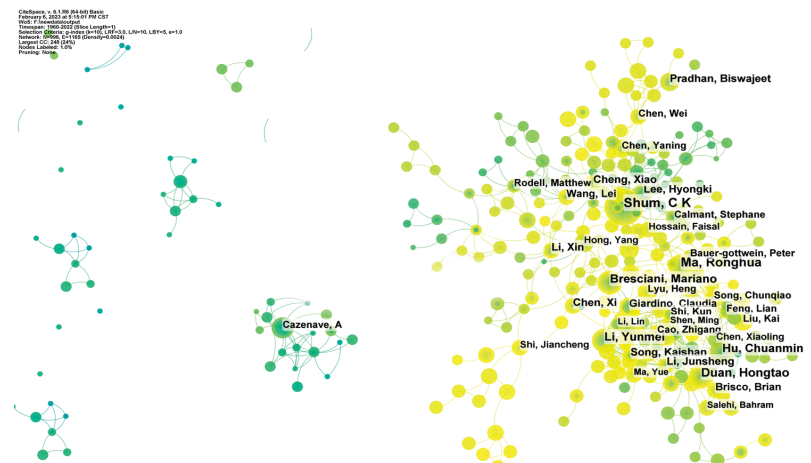 CiteSpace, v. 6.1.R6 (64-bit) Basic
February 6, 2023 at 5:15:01 PM CST
WoS: F:\newdata\output
Timespan: 1960-2022 (Slice Length=1)
Selection Criteria: g-index (k=10), LRF=3.0, L/N=10, LBY=5, e=1.0
Network: N=996, E=1165 (Density=0.0024)
Largest CC: 248 (24%)
Nodes Labeled: 1.0%
Pruning: None
Pradhan, Biswajeet
Chen, Wei
Chen, Yaning
Rodell, Matthew
Cheng, Xiao
Lee, Hyongki
Wang, Lei
Shum, C K
Calmant, Stephane
Hossain, Faisal
Li, Xin
Hong, Yang
Bauer-gottwein, Peter
Ma, Ronghua
Bresciani, Mariano
Lyu, Heng
Song, Chunqiao
Chen, Xi
Giardino, Claudia
Feng, Lian
Shi, Kun
Liu, Kai
Li, Lin
Shen, Ming
Cazenave, A
Cao, Zhigang
Chen, Xiaoling
Li, Yunmei
Shi, Jiancheng
Song, Kaishan
Hu, Chuanmin
Li, Junsheng
Ma, Yue
Duan, Hongtao
Brisco, Brian
Salehi, Bahram